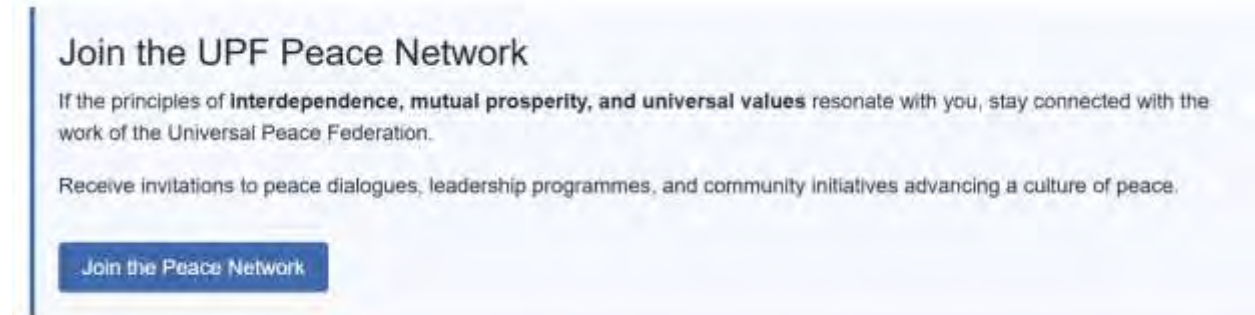 Join the UPF Peace Network
If the principles of interdependence, mutual prosperity, and universal values resonate with you, stay connected with the
work of the Universal Peace Federation.
Receive invitations to peace dialogues, leadership programmes, and community initiatives advancing a culture of peace.
Join the Peace Network